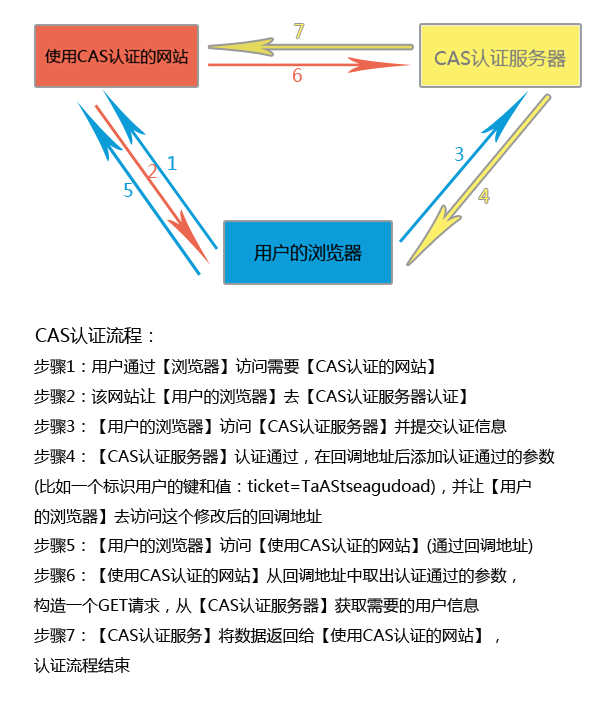 7
使用CAS认证的网站
CAS认证服务器
6
1
2
3
5
4
用户的浏览器
CAS认证流程：
步骤1：用户通过【浏览器】访问需要【CAS认证的网站】
步骤2：该网站让【用户的浏览器】去【CAS认证服务器认证】
步骤3：【用户的浏览器】访问【CAS认证服务器】并提交认证信息
步骤4：【CAS认证服务器】认证通过，在回调地址后添加认证通过的参数
(比如一个标识用户的键和值：ticket=TaAStseagudoad)，并让【用户
的浏览器】去访问这个修改后的回调地址
步骤5：【用户的浏览器】访问【使用CAS认证的网站】(通过回调地址)
步骤6：【使用CAS认证的网站】从回调地址中取出认证通过的参数，
构造一个GET请求，从【CAS认证服务器】获取需要的用户信息
步骤7：【CAS认证服务】将数据返回给【使用CAS认证的网站】，
认证流程结束